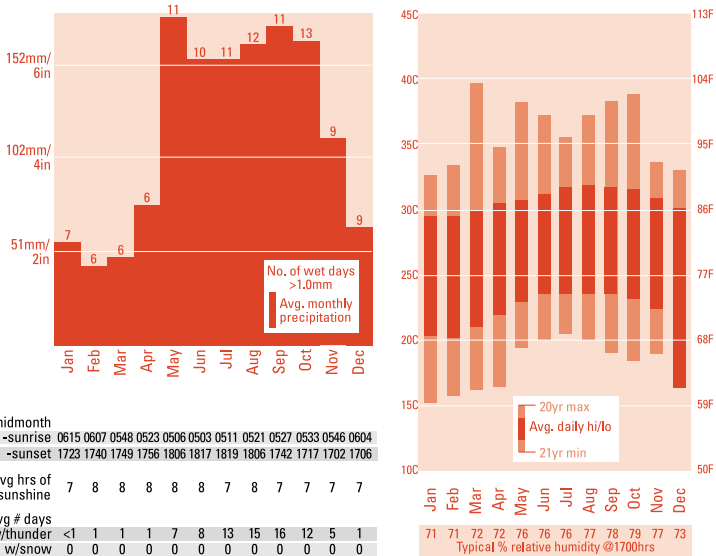 11
11
12
13
10
11
152mm/
6in
102mm/
4in
9
6
9
7
6
6
51mm/
2in
No. of wet days
>1.0mm
Avg. monthly
precipitation
Jan Feb Mar Apr May Jun Jul Aug Sep Oct Nov Dec
idmonth
-sunrise 0615 0607 0548 0523 0506 0503 0511 0521 0527 0533 0546 0604
-sunset 1723 1740 1749 1756 1806 1817 1819 1806 1742 1717 1702 1706
vg hrs of
sunshine 7 8 8 8 8 7 8 8 7 7 7 7
vg # days
/thunder <1 1 1 1 7 8 13 15 16 12 5 1
w/snow 0 0 0 0 0 0 0 0 0 0 0 0
45C 113F
40C 104F
35C 95F
30C 86F
25C 77F
20C 68F
15C 59F
10C 50F
20yr max
Avg. daily hi/lo
21yr min
Jan Feb Mar Apr May Jun Jul Aug Sep Oct Nov Dec
71 71 72 72 76 76 76 77 78 79 77 73
Typical % relative humidity @1700hrs